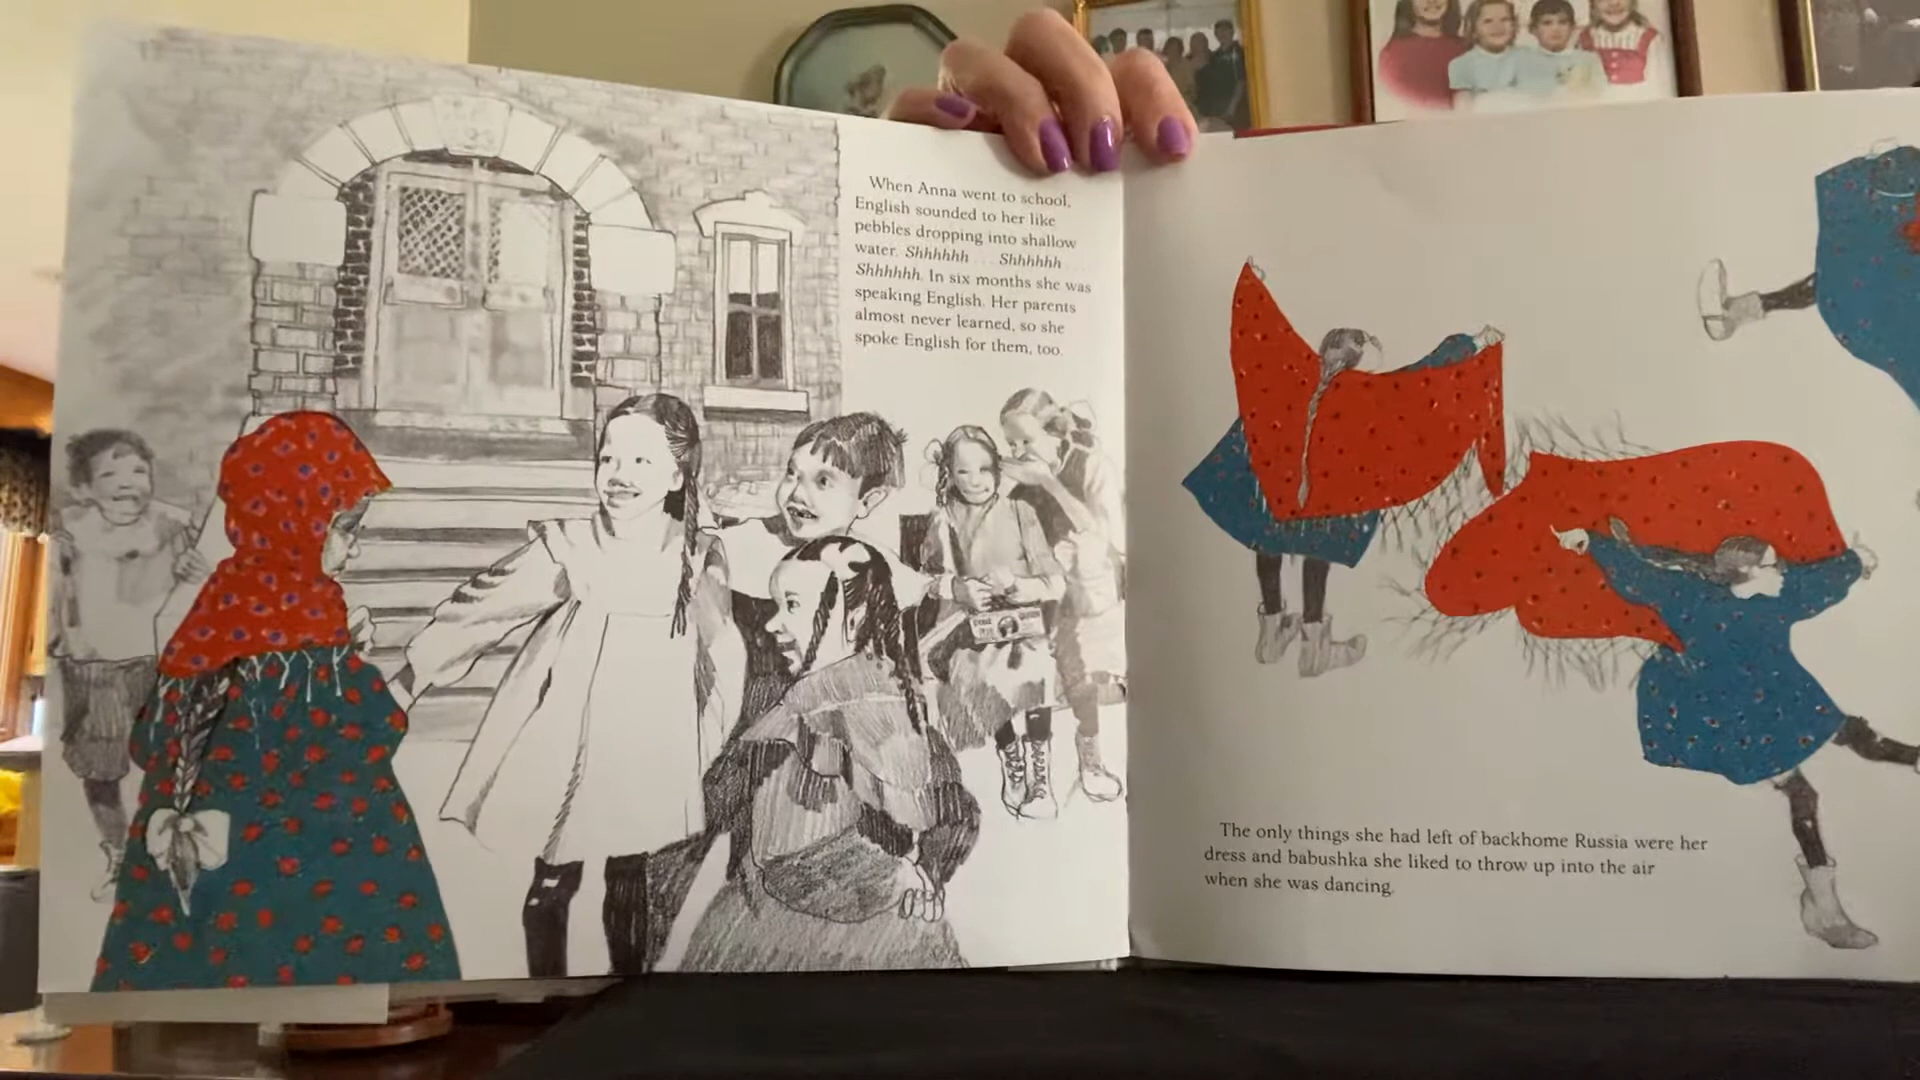 When Anna went to school,
English sounded to her like
pebbles dropping into shallow
water. Shhhhhh . . . Shhhhhh . . .
Shhhhhh. In six months she was
speaking English. Her parents
almost never learned, so she
spoke English for them, too.
The only things she had left of backhome Russia were her
dress and babushka she liked to throw up into the air
when she was dancing.